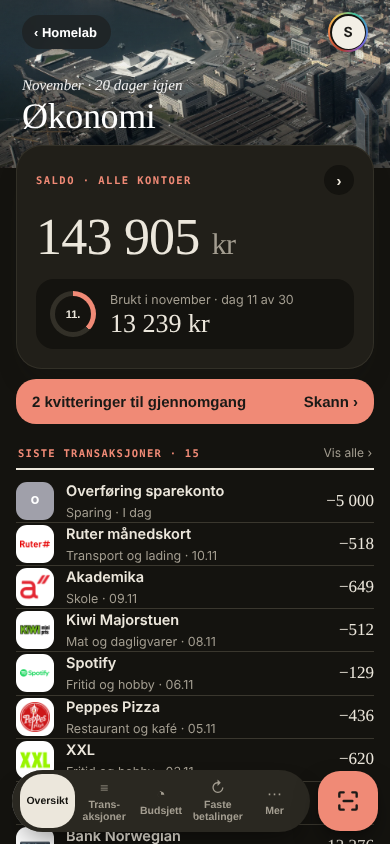 ‹ Homelab
S
November · 20 dager igjen
Økonomi
SALDO · ALLE KONTOER
›
143 905 kr
11.
Brukt i november · dag 11 av 30
13 239 kr
2 kvitteringer til gjennomgang
Skann ›
SISTE TRANSAKSJONER · 15
Vis alle ›
O
Overføring sparekonto
−5 000
Sparing · I dag
Ruter#
Ruter månedskort
−518
Transport og lading · 10.11
a
Akademika
−649
Skole · 09.11
KIWI
Kiwi Majorstuen
−512
Mat og dagligvarer · 08.11
Spotify
Spotify
−129
Fritid og hobby · 06.11
Peppes Pizza
Peppes Pizza
−436
Restaurant og kafé · 05.11
XXL
XXL
−620
Oversikt
Trans-
aksjoner
Budsjett
Faste
utbetalinger
Mer
Bank Norwegian